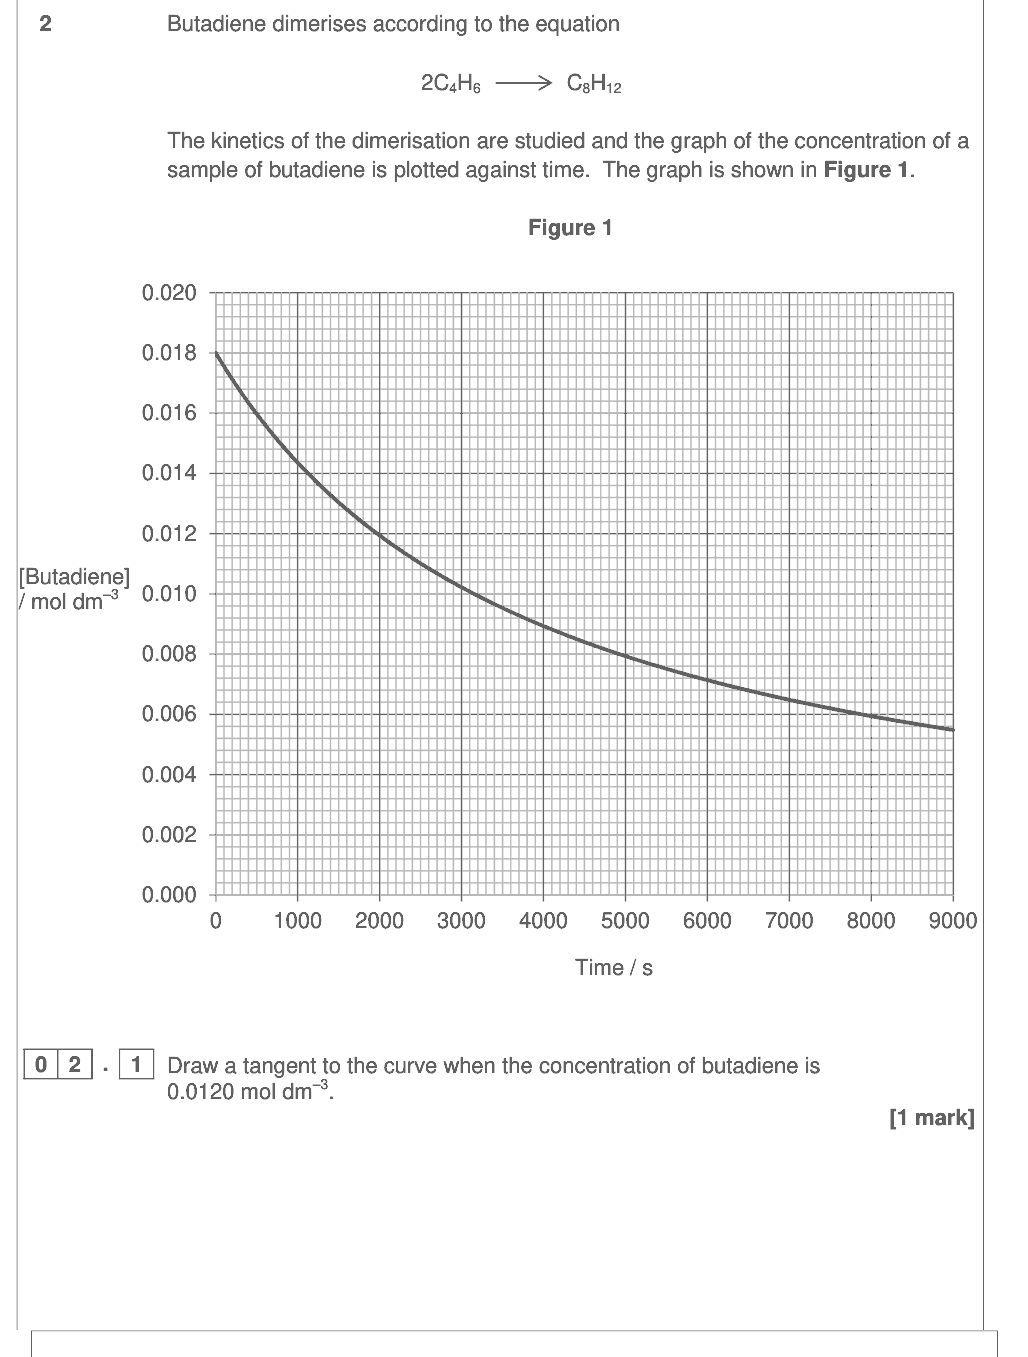 2 Butadiene dimerises according to the equation
2C₄H₆ ⟶ C₈H₁₂
The kinetics of the dimerisation are studied and the graph of the concentration of a
sample of butadiene is plotted against time. The graph is shown in Figure 1.
Figure 1
0.020
0.018
0.016
0.014
0.012
[Butadiene]
/ mol dm⁻³
0.010
0.008
0.006
0.004
0.002
0.000
0 1000 2000 3000 4000 5000 6000 7000 8000 9000
Time / s
0 2 . 1 Draw a tangent to the curve when the concentration of butadiene is
0.0120 mol dm⁻³.
[1 mark]